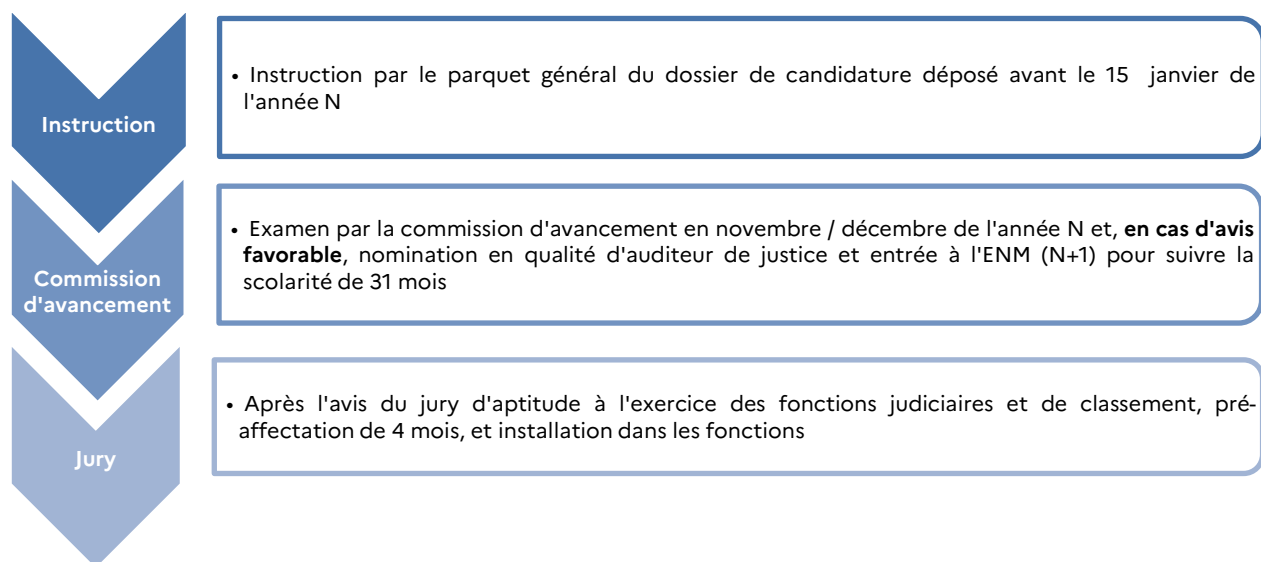 Instruction
• Instruction par le parquet général du dossier de candidature déposé avant le 15 janvier de
l'année N
Commission
d'avancement
• Examen par la commission d'avancement en novembre / décembre de l'année N et, en cas d'avis
favorable, nomination en qualité d'auditeur de justice et entrée à l'ENM (N+1) pour suivre la
scolarité de 31 mois
Jury
• Après l'avis du jury d'aptitude à l'exercice des fonctions judiciaires et de classement, pré-
affectation de 4 mois, et installation dans les fonctions